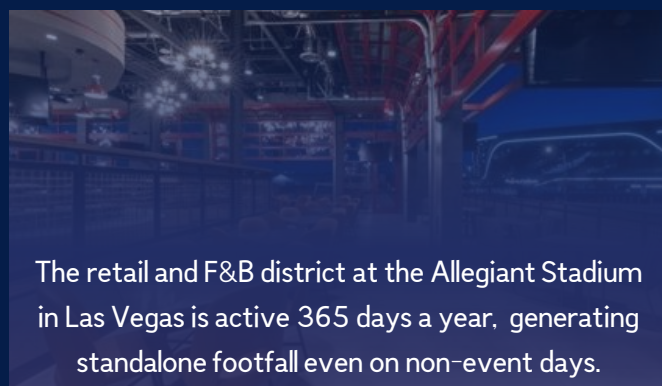 The retail and F&B district at the Allegiant Stadium
in Las Vegas is active 365 days a year, generating
standalone footfall even on non-event days.